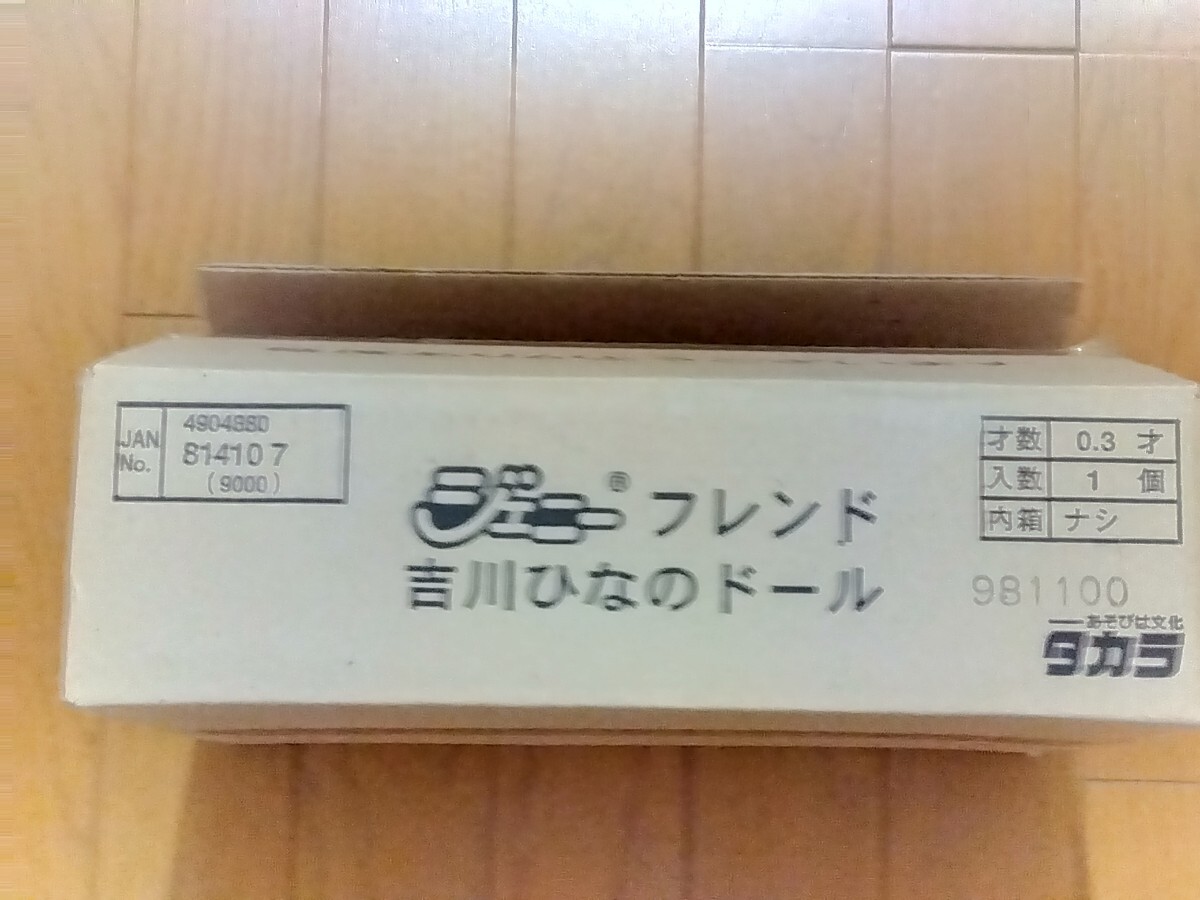 JAN No.
4904880
81410 7
(9000)
ジェニー®フレンド
吉川ひなのドール
才数 0.3 才
入数 1 個
内箱 ナシ
981100
あそびは文化
タカラ